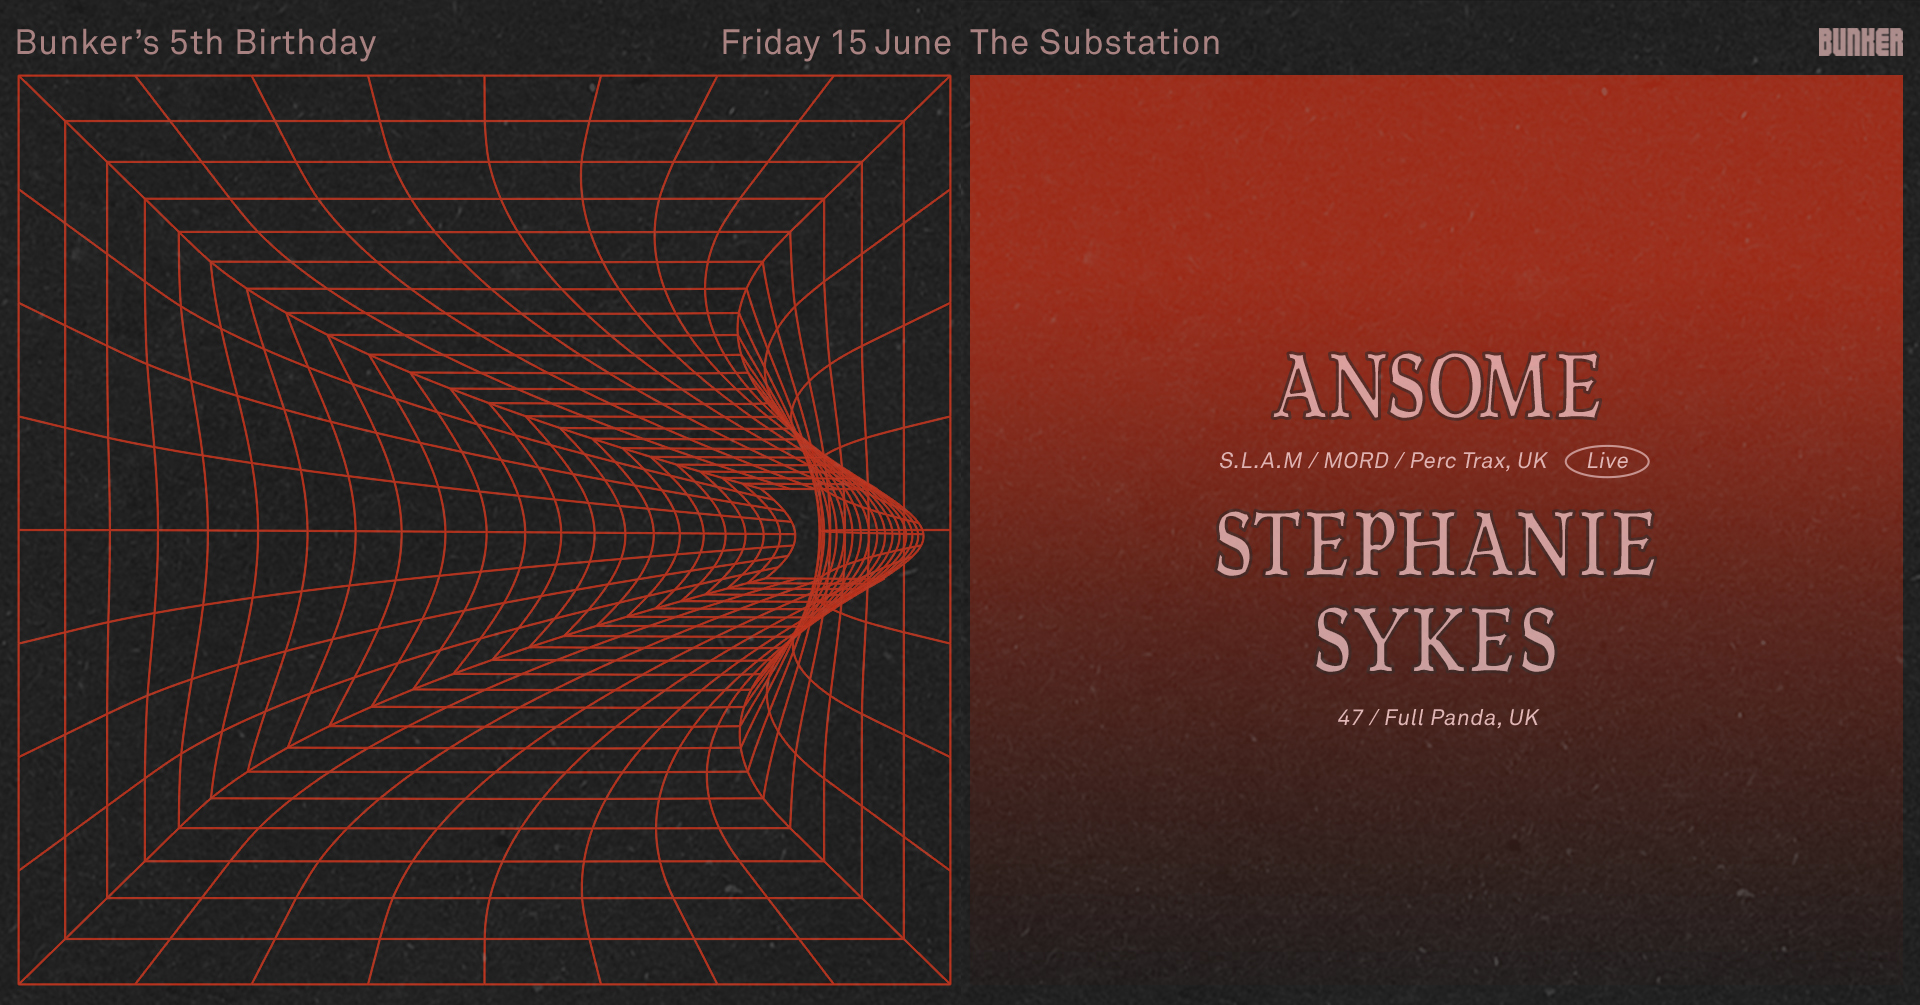 Bunker’s 5th Birthday
Friday 15 June
The Substation
BUNKER
ANSOME
S.L.A.M / MORD / Perc Trax, UK Live
STEPHANIE
SYKES
47 / Full Panda, UK